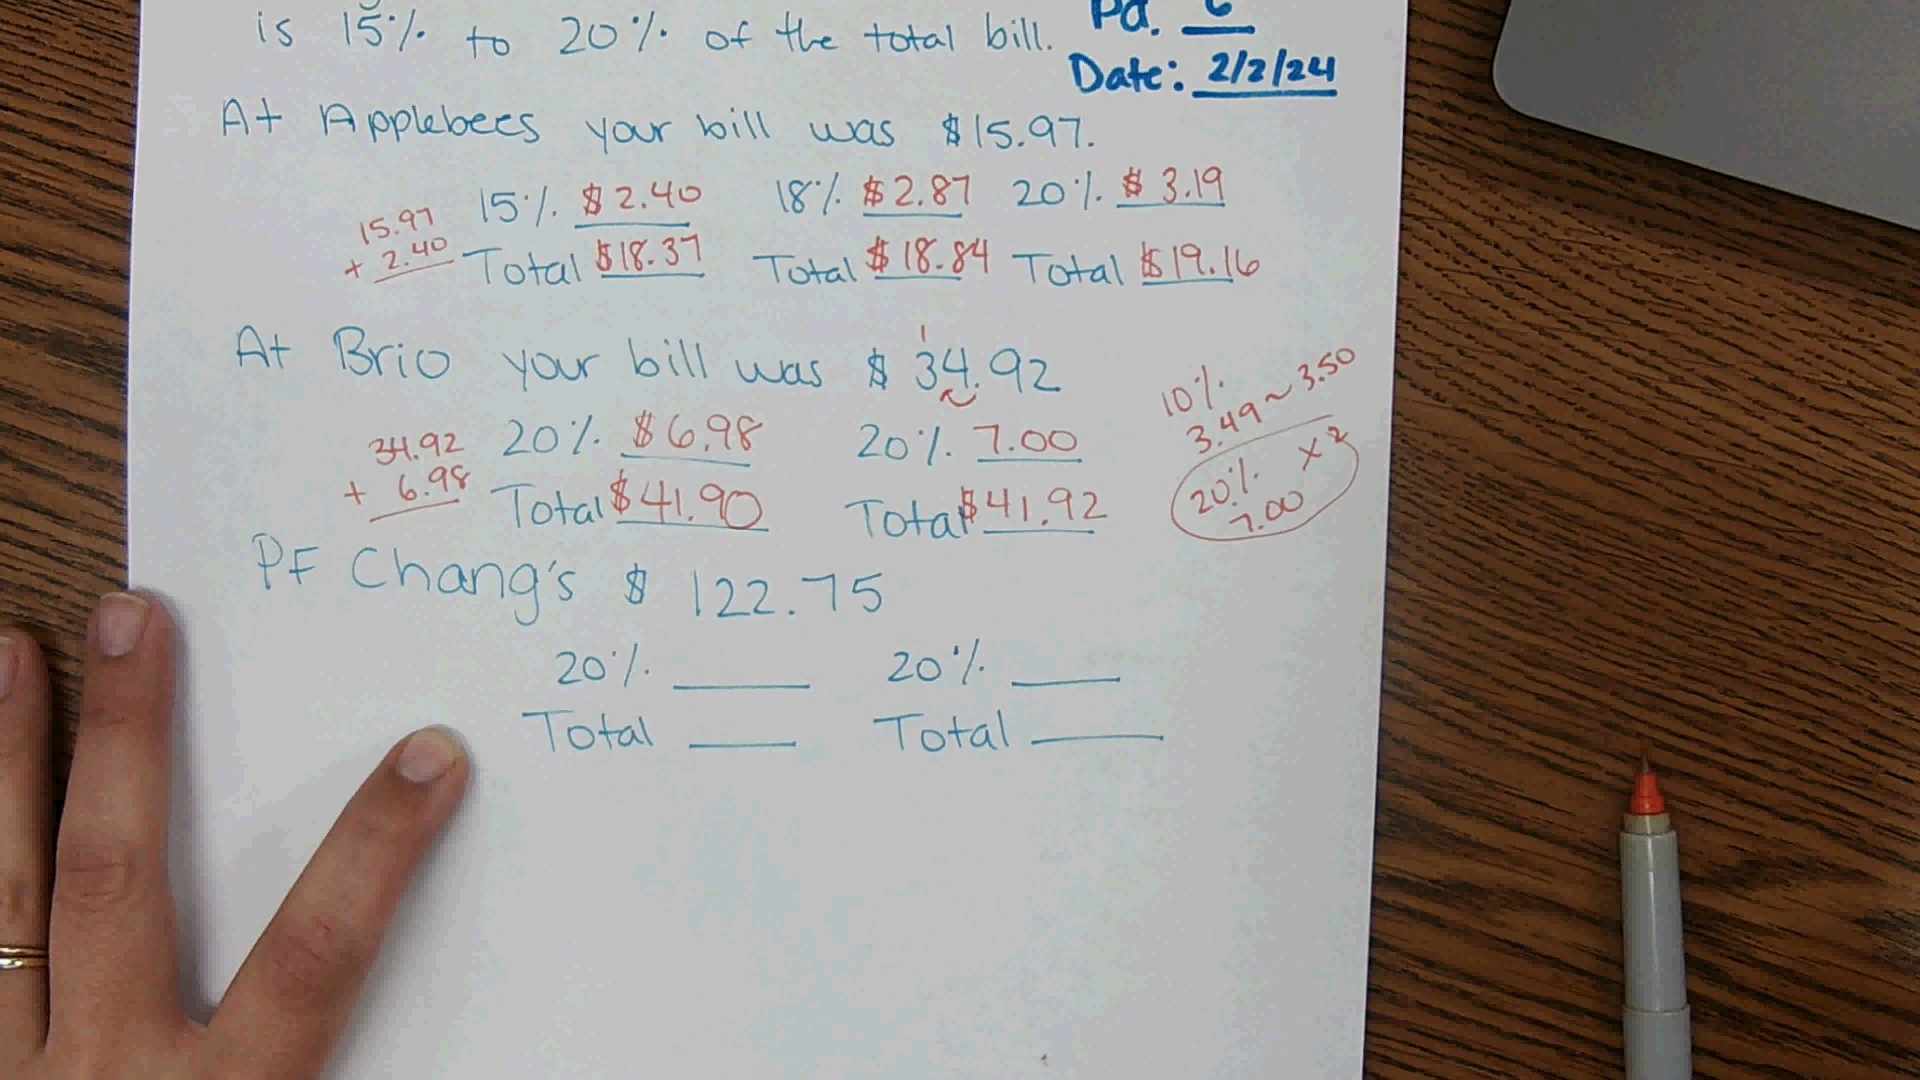 is 15% to 20% of the total bill.
Pd. 6
Date: 2/2/24
At Applebees your bill was $15.97.
15% $2.40 18% $2.87 20% $3.19
15.97
+ 2.40
Total $18.37 Total $18.84 Total $19.16
At Brio your bill was $34.92
1
10%
3.49 ~ 3.50
20% $6.98 20% 7.00
x 2
20%
7.00
34.92
+ 6.98
Total $41.90 Total $41.92
PF Chang's $ 122.75
20% ____ 20% ____
Total ____ Total ____